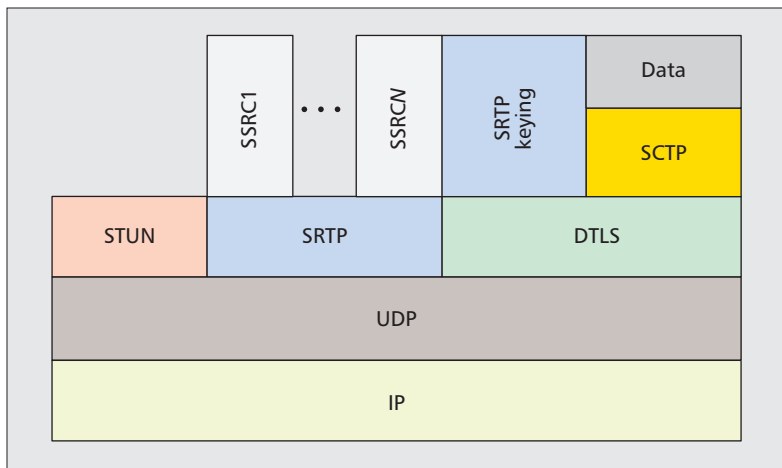 SSRC1
• • •
SSRCN
SRTP
keying
Data
SCTP
STUN
SRTP
DTLS
UDP
IP